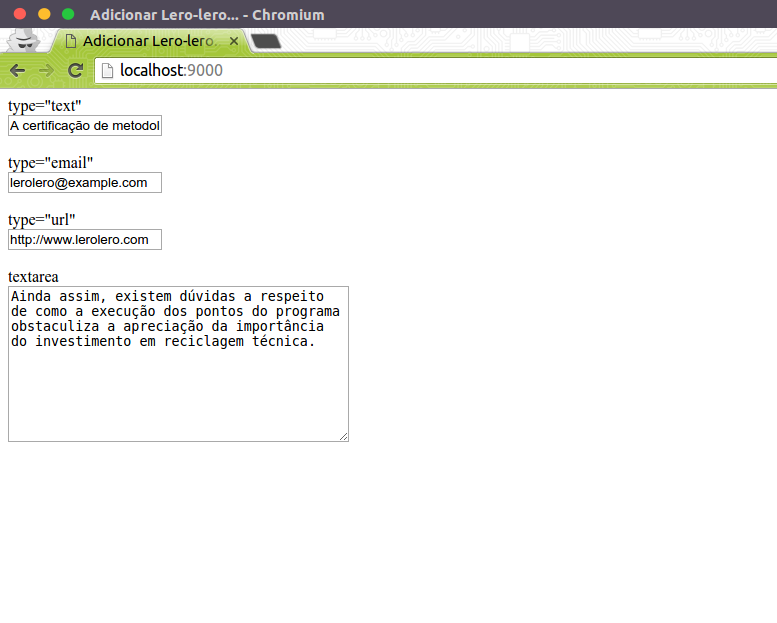 Adicionar Lero-lero... - Chromium
Adicionar Lero-lero.
localhost:9000
type="text"
A certificação de metodol
type="email"
lerolero@example.com
type="url"
http://www.lerolero.com
textarea
Ainda assim, existem dúvidas a respeito
de como a execução dos pontos do programa
obstaculiza a apreciação da importância
do investimento em reciclagem técnica.